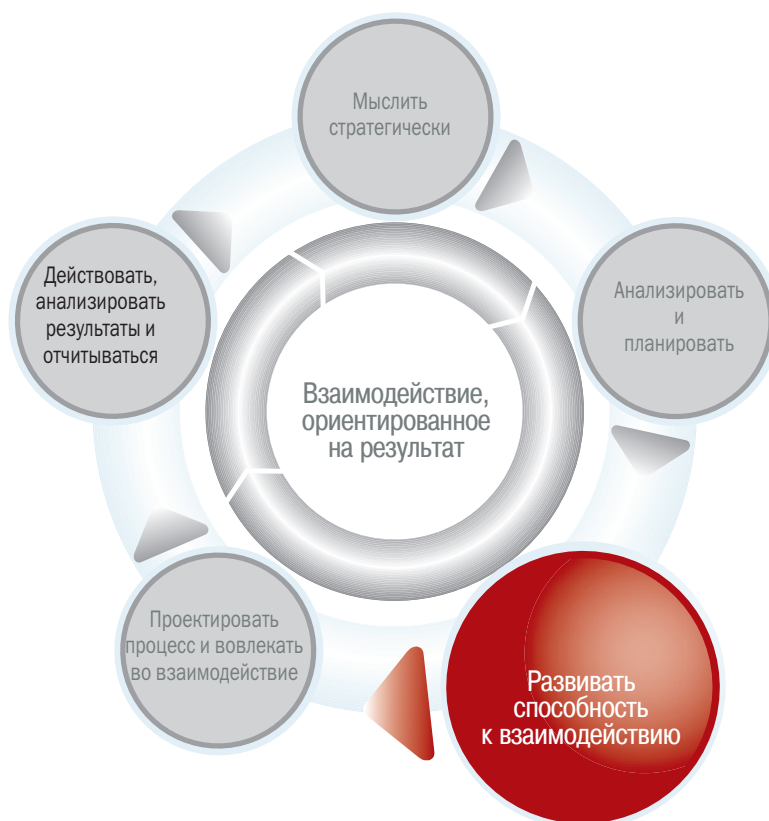 Мыслить
стратегически
Анализировать
и
планировать
Развивать
способность
к взаимодействию
Проектировать
процесс и вовлекать
во взаимодействие
Действовать,
анализировать
результаты и
отчитываться
Взаимодействие,
ориентированное
на результат